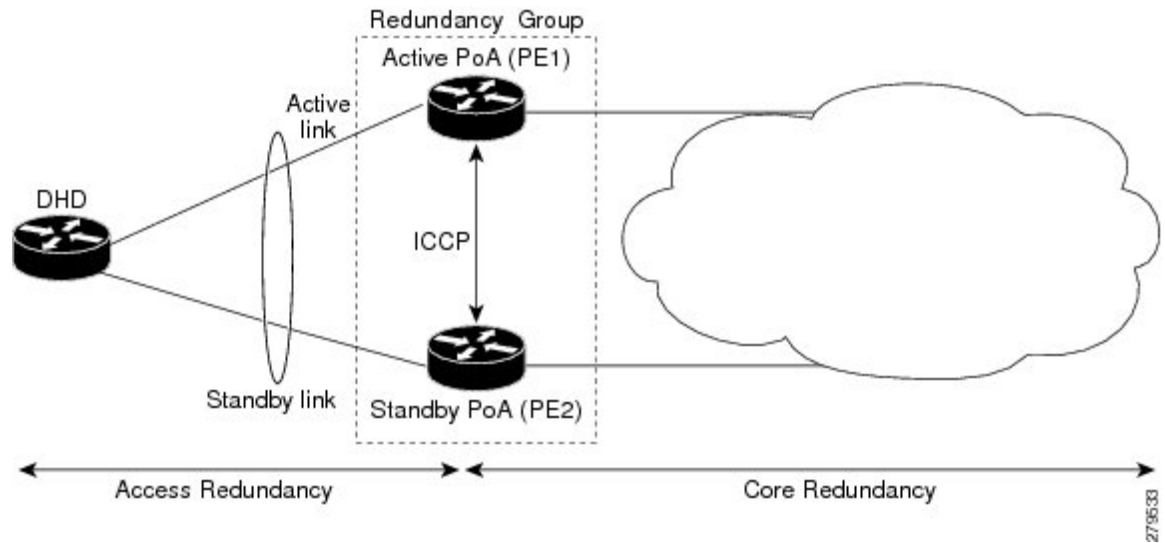 Redundancy Group
Active PoA (PE1)
Active
link
DHD
ICCP
Standby link
Standby PoA (PE2)
Access Redundancy
Core Redundancy
279533